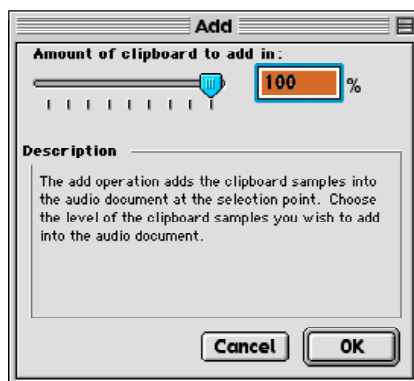 Add
Amount of clipboard to add in:
100 %
Description
The add operation adds the clipboard samples into
the audio document at the selection point. Choose
the level of the clipboard samples you wish to add
into the audio document.
Cancel OK